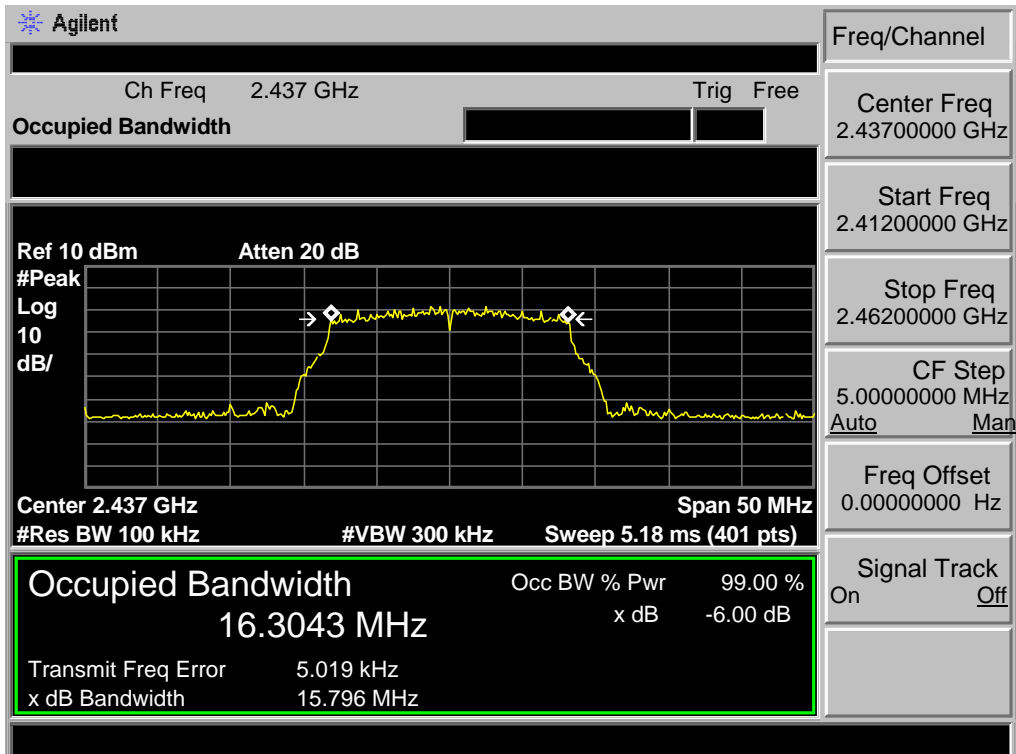 Agilent
Freq/Channel
Ch Freq 2.437 GHz Trig Free
Occupied Bandwidth
Center Freq
2.43700000 GHz
Start Freq
2.41200000 GHz
Stop Freq
2.46200000 GHz
CF Step
5.00000000 MHz
Auto Man
Freq Offset
0.00000000 Hz
Signal Track
On Off
Ref 10 dBm Atten 20 dB
#Peak
Log
10
dB/
Center 2.437 GHz Span 50 MHz
#Res BW 100 kHz #VBW 300 kHz Sweep 5.18 ms (401 pts)
Occupied Bandwidth Occ BW % Pwr 99.00 %
16.3043 MHz x dB -6.00 dB
Transmit Freq Error 5.019 kHz
x dB Bandwidth 15.796 MHz